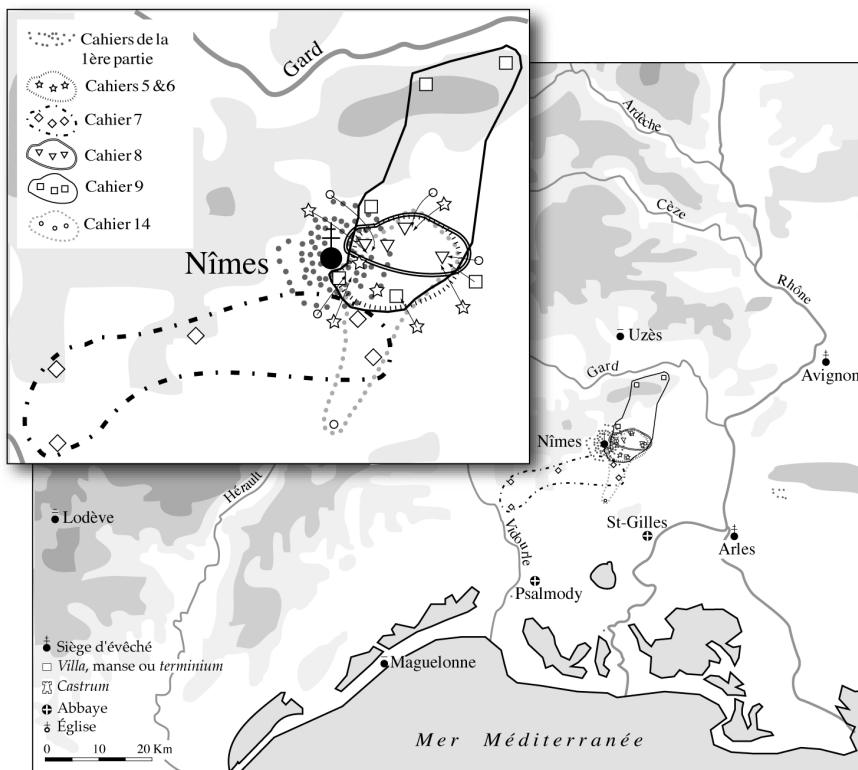 Cahiers de la
1ère partie
Cahiers 5 & 6
Cahier 7
Cahier 8
Cahier 9
Cahier 14
Gard
Nîmes
Ardèche
Cèze
Rhône
Uzès
Gard
Avignon
Nîmes
Hérault
Lodève
Vidourle
St-Gilles
Arles
Psalmody
Maguelonne
Siège d'évêché
Villa, manse ou terminium
Castrum
Abbaye
Église
0 10 20 Km
Mer Méditerranée